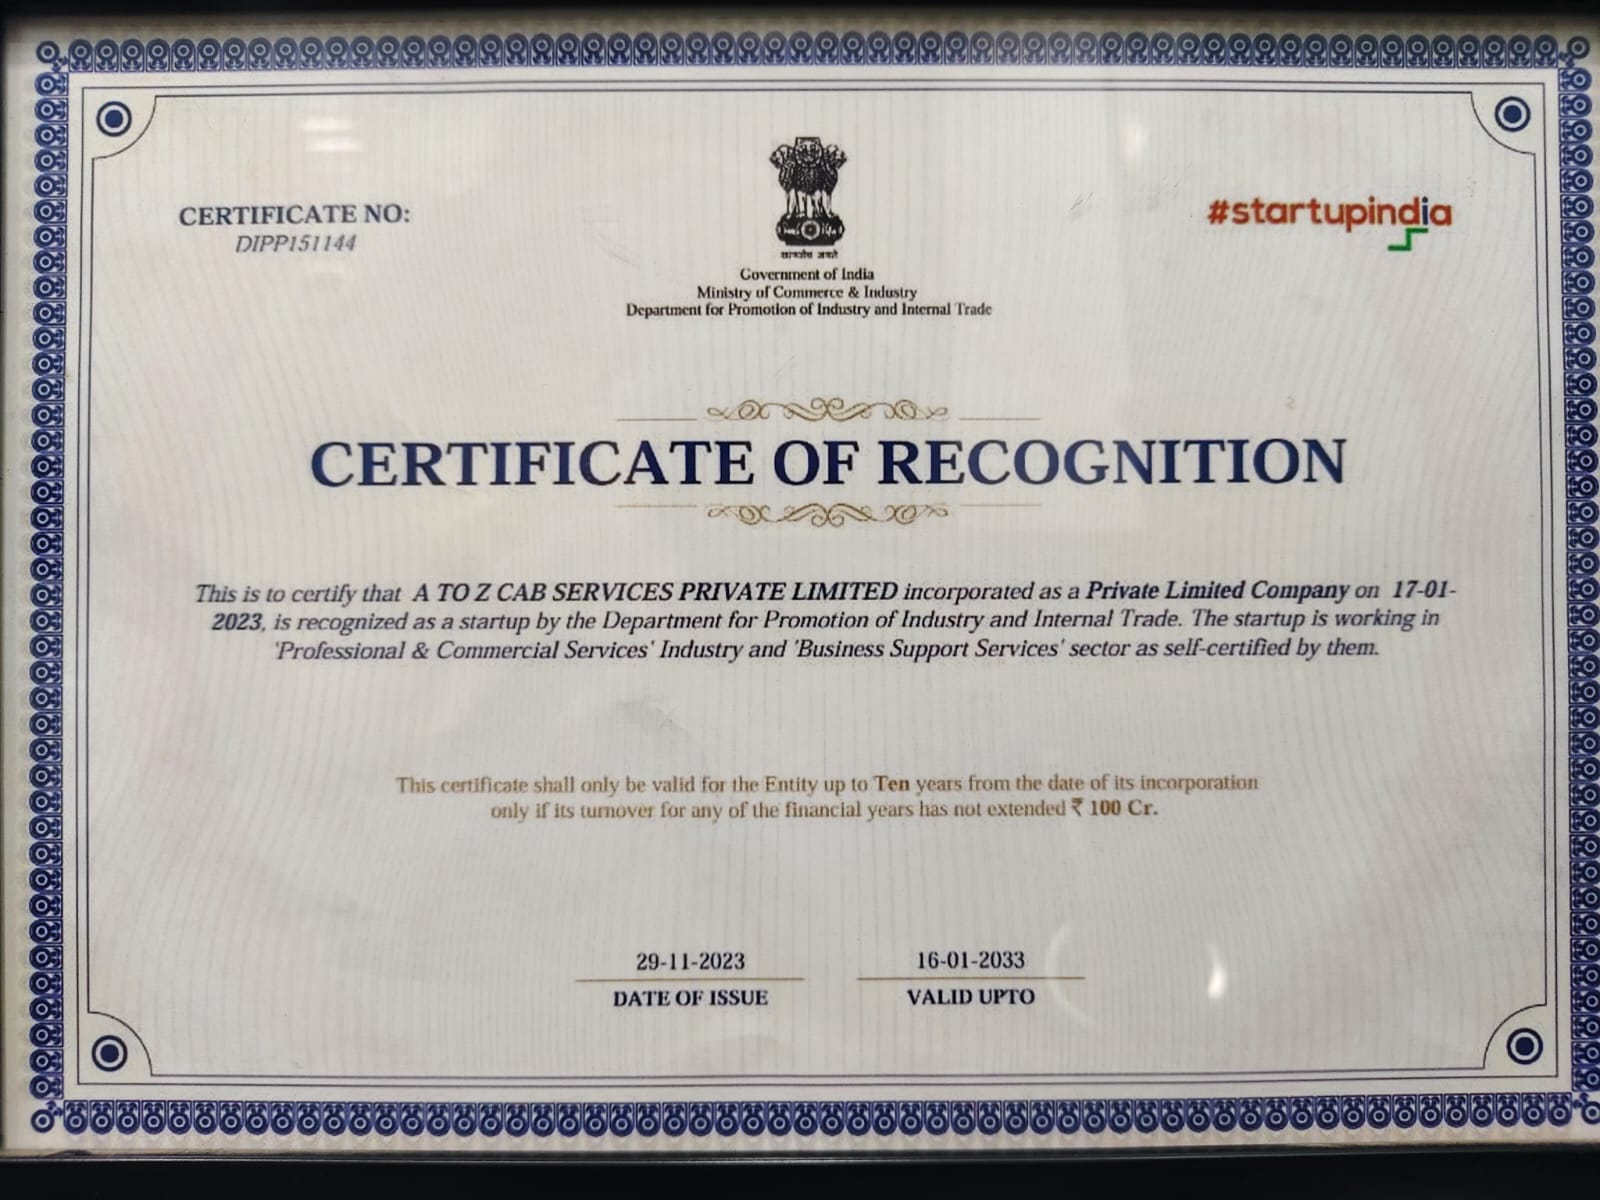 CERTIFICATE NO:
DIPP151144
#startupindia
सत्यमेव जयते
Government of India
Ministry of Commerce & Industry
Department for Promotion of Industry and Internal Trade
CERTIFICATE OF RECOGNITION
This is to certify that A TO Z CAB SERVICES PRIVATE LIMITED incorporated as a Private Limited Company on 17-01-
2023, is recognized as a startup by the Department for Promotion of Industry and Internal Trade. The startup is working in
'Professional & Commercial Services' Industry and 'Business Support Services' sector as self-certified by them.
This certificate shall only be valid for the Entity up to Ten years from the date of its incorporation
only if its turnover for any of the financial years has not extended ₹ 100 Cr.
29-11-2023
DATE OF ISSUE
16-01-2033
VALID UPTO